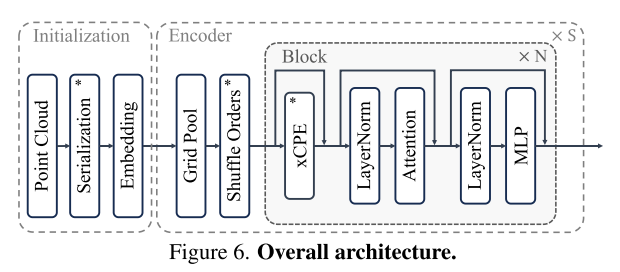 Initialization
Encoder
× S
Block
× N
Point Cloud
Serialization *
Embedding
Grid Pool
Shuffle Orders *
xCPE *
LayerNorm
Attention
LayerNorm
MLP
Figure 6. Overall architecture.